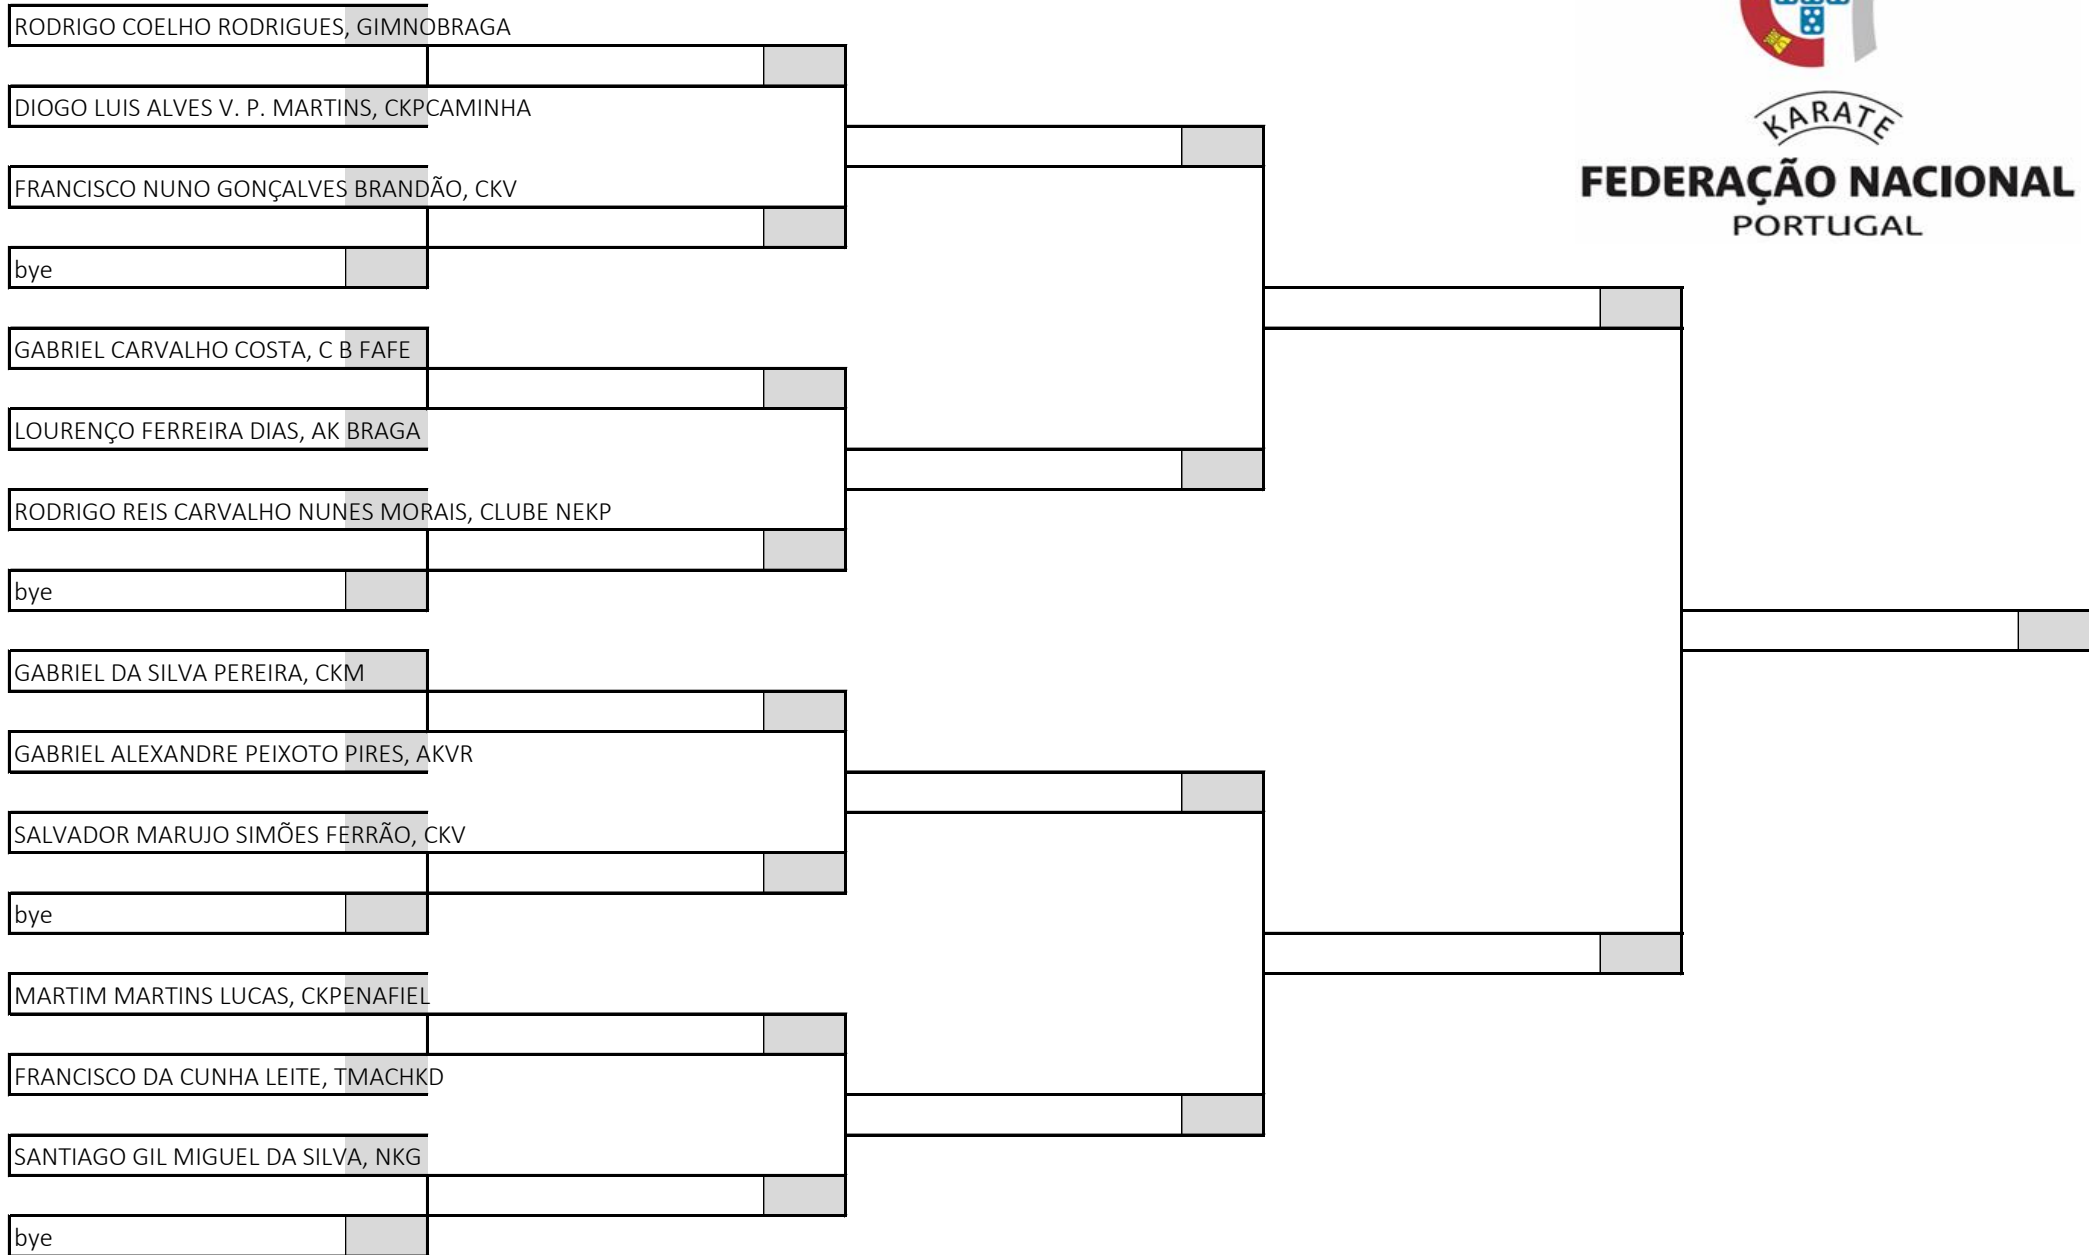 RODRIGO COELHO RODRIGUES, GIMNOBRAGA
DIOGO LUIS ALVES V. P. MARTINS, CKPCAMINHA
FRANCISCO NUNO GONÇALVES BRANDÃO, CKV
bye
GABRIEL CARVALHO COSTA, C B FAFE
LOURENÇO FERREIRA DIAS, AK BRAGA
RODRIGO REIS CARVALHO NUNES MORAIS, CLUBE NEKP
bye
GABRIEL DA SILVA PEREIRA, CKM
GABRIEL ALEXANDRE PEIXOTO PIRES, AKVR
SALVADOR MARUJO SIMÕES FERRÃO, CKV
bye
MARTIM MARTINS LUCAS, CKPENAFIEL
FRANCISCO DA CUNHA LEITE, TMACHKD
SANTIAGO GIL MIGUEL DA SILVA, NKG
bye
KARATE
FEDERAÇÃO NACIONAL
PORTUGAL